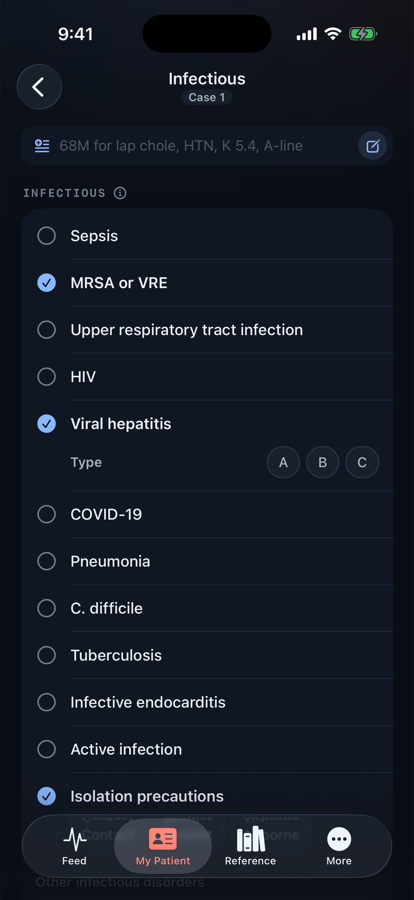 9:41
Infectious
Case 1
68M for lap chole, HTN, K 5.4, A-line
INFECTIOUS
Sepsis
MRSA or VRE
Upper respiratory tract infection
HIV
Viral hepatitis
Type A B C
COVID-19
Pneumonia
C. difficile
Tuberculosis
Infective endocarditis
Active infection
Isolation precautions
Contact
Feed My Patient Reference More
Other infectious disorders